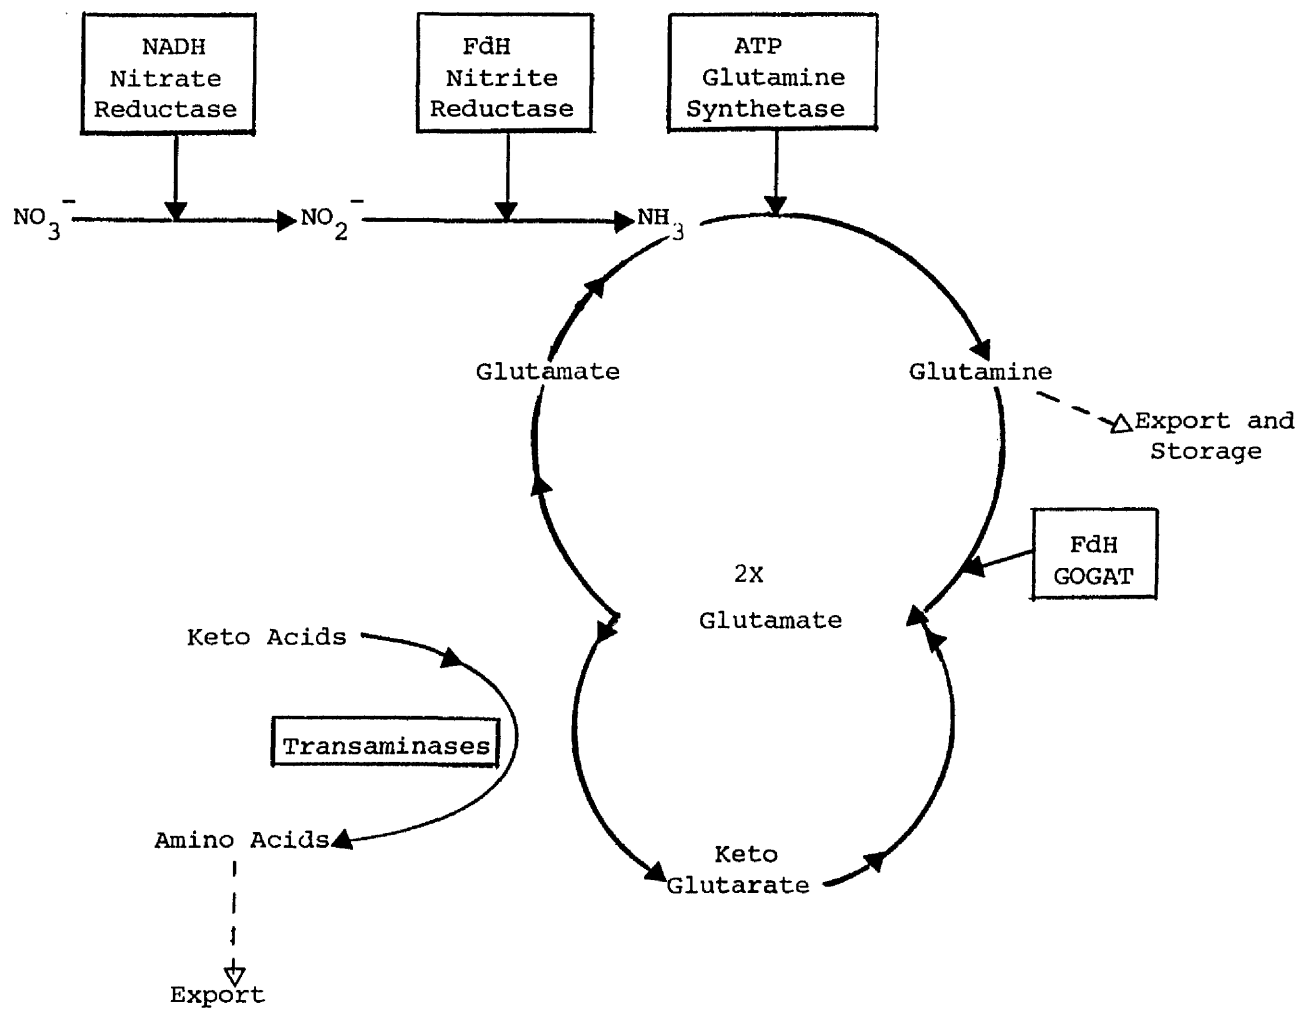 NADH
Nitrate
Reductase
FdH
Nitrite
Reductase
ATP
Glutamine
Synthetase
NO3-
NO2-
NH3
Glutamate
Glutamine
Export and
Storage
FdH
GOGAT
2X
Glutamate
Keto Acids
Transaminases
Amino Acids
Keto
Glutarate
Export